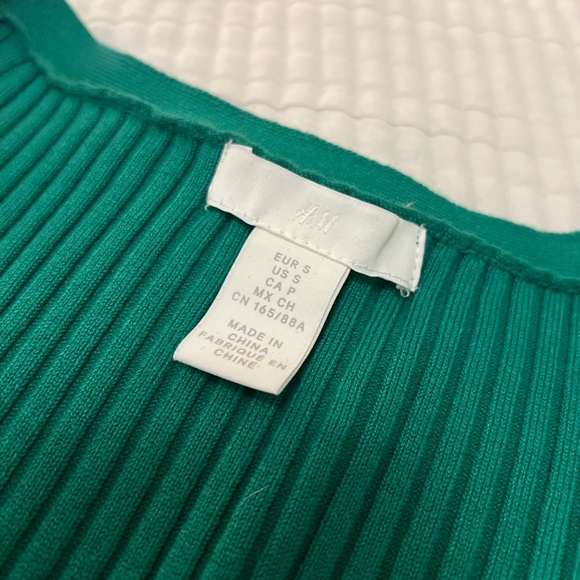 H&M
EUR S
US S
CA P
MX CH
CN 165/88A
MADE IN
CHINA
FABRIQUÉ EN
CHINE